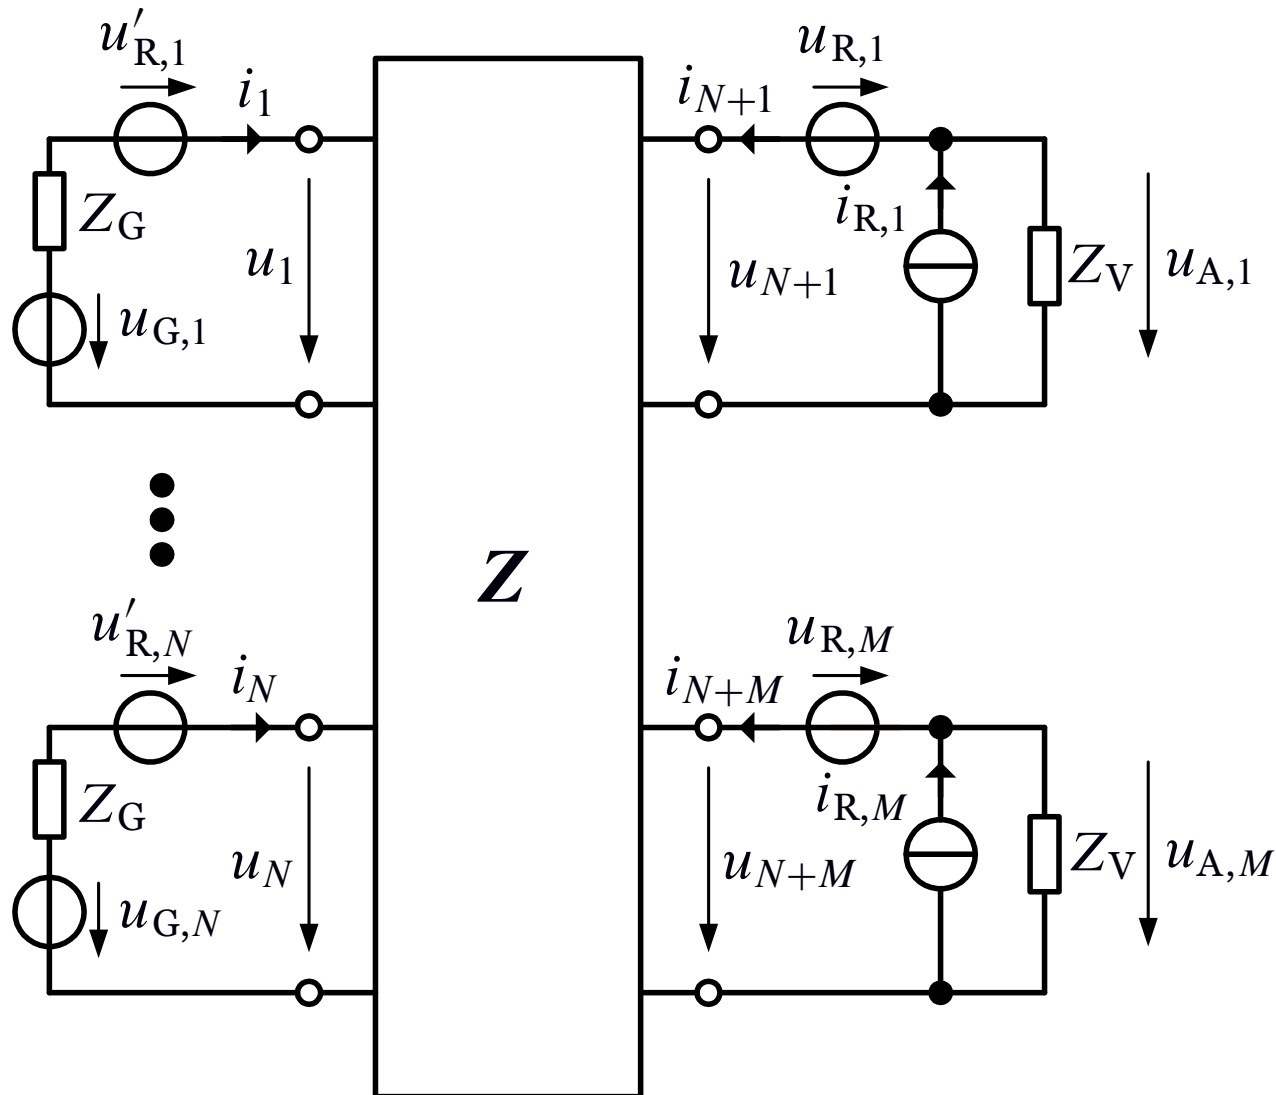 u′R,1
uR,1
i1
iN+1
ZG
iR,1
u1
uN+1
ZV
uA,1
uG,1
Z
u′R,N
uR,M
iN
iN+M
ZG
iR,M
uN
uN+M
ZV
uA,M
uG,N